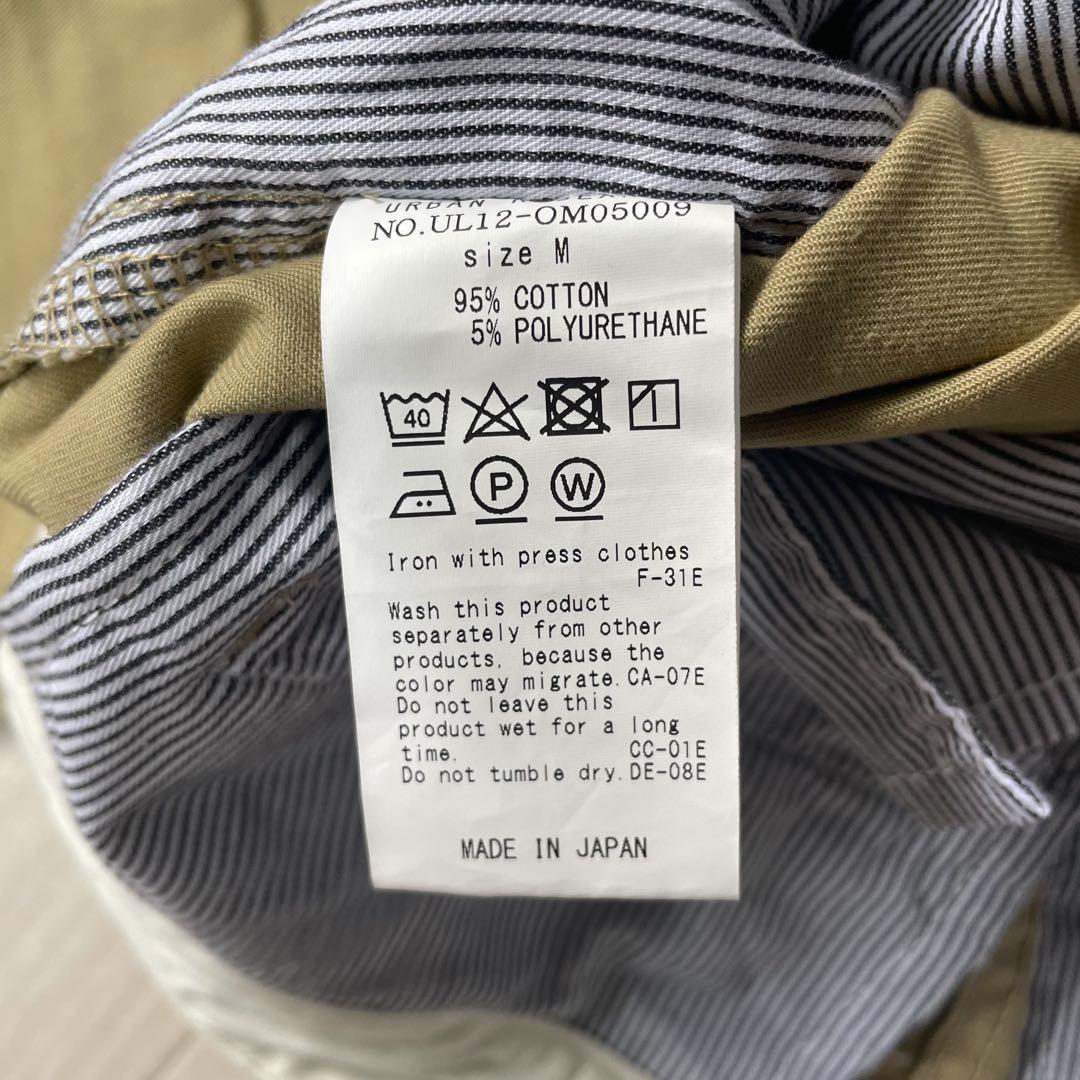 URBAN
NO.UL12-OM05009
size M
95% COTTON
5% POLYURETHANE
40
P
W
Iron with press clothes
F-31E
Wash this product
separately from other
products, because the
color may migrate. CA-07E
Do not leave this
product wet for a long
time. CC-01E
Do not tumble dry. DE-08E
MADE IN JAPAN